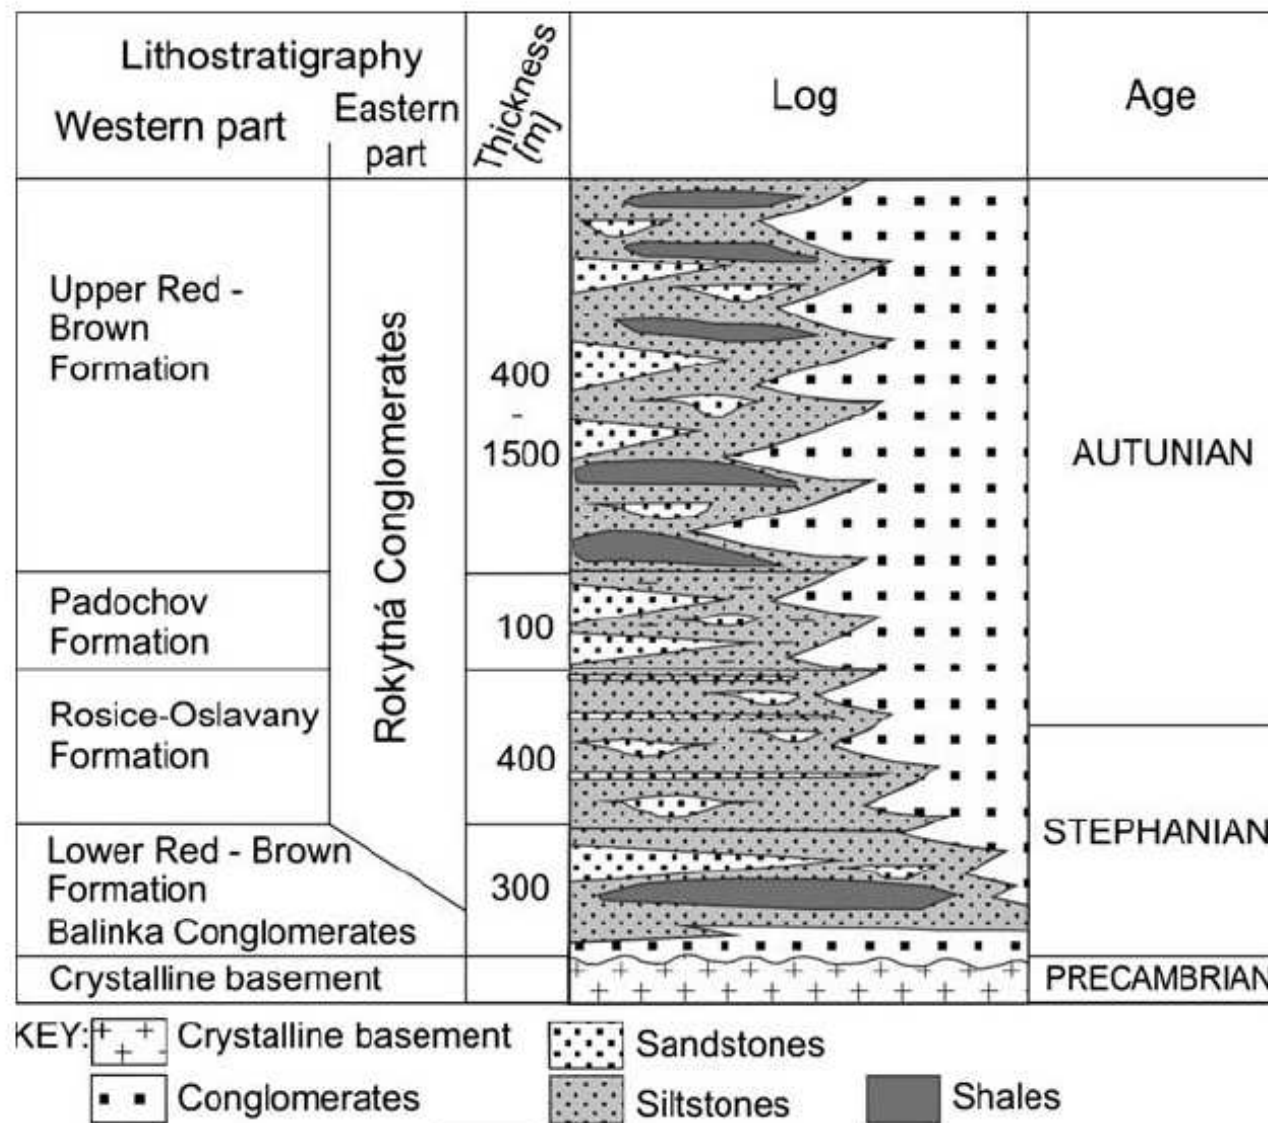 Lithostratigraphy
Western part
Eastern
part
Thickness
[m]
Log
Age
Upper Red -
Brown
Formation
Padochov
Formation
Rosice-Oslavany
Formation
Lower Red - Brown
Formation
Balinka Conglomerates
Crystalline basement
Rokytná Conglomerates
400
-
1500
100
400
300
AUTUNIAN
STEPHANIAN
PRECAMBRIAN
KEY:
Crystalline basement
Sandstones
Conglomerates
Siltstones
Shales